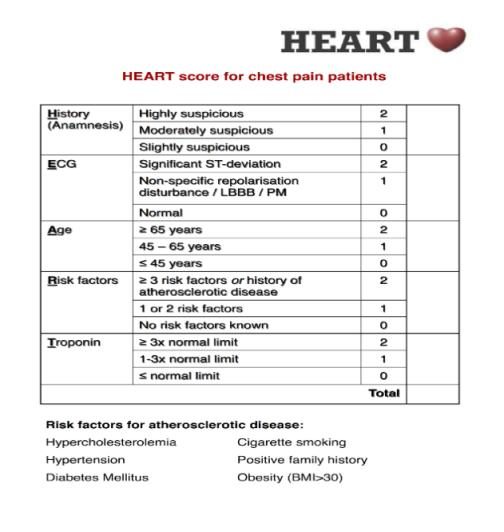 HEART
HEART score for chest pain patients
History Highly suspicious 2
(Anamnesis) Moderately suspicious 1
Slightly suspicious 0
ECG Significant ST-deviation 2
Non-specific repolarisation 1
disturbance / LBBB / PM
Normal 0
Age ≥ 65 years 2
45 – 65 years 1
≤ 45 years 0
Risk factors ≥ 3 risk factors or history of 2
atherosclerotic disease
1 or 2 risk factors 1
No risk factors known 0
Troponin ≥ 3x normal limit 2
1-3x normal limit 1
≤ normal limit 0
Total
Risk factors for atherosclerotic disease:
Hypercholesterolemia Cigarette smoking
Hypertension Positive family history
Diabetes Mellitus Obesity (BMI>30)